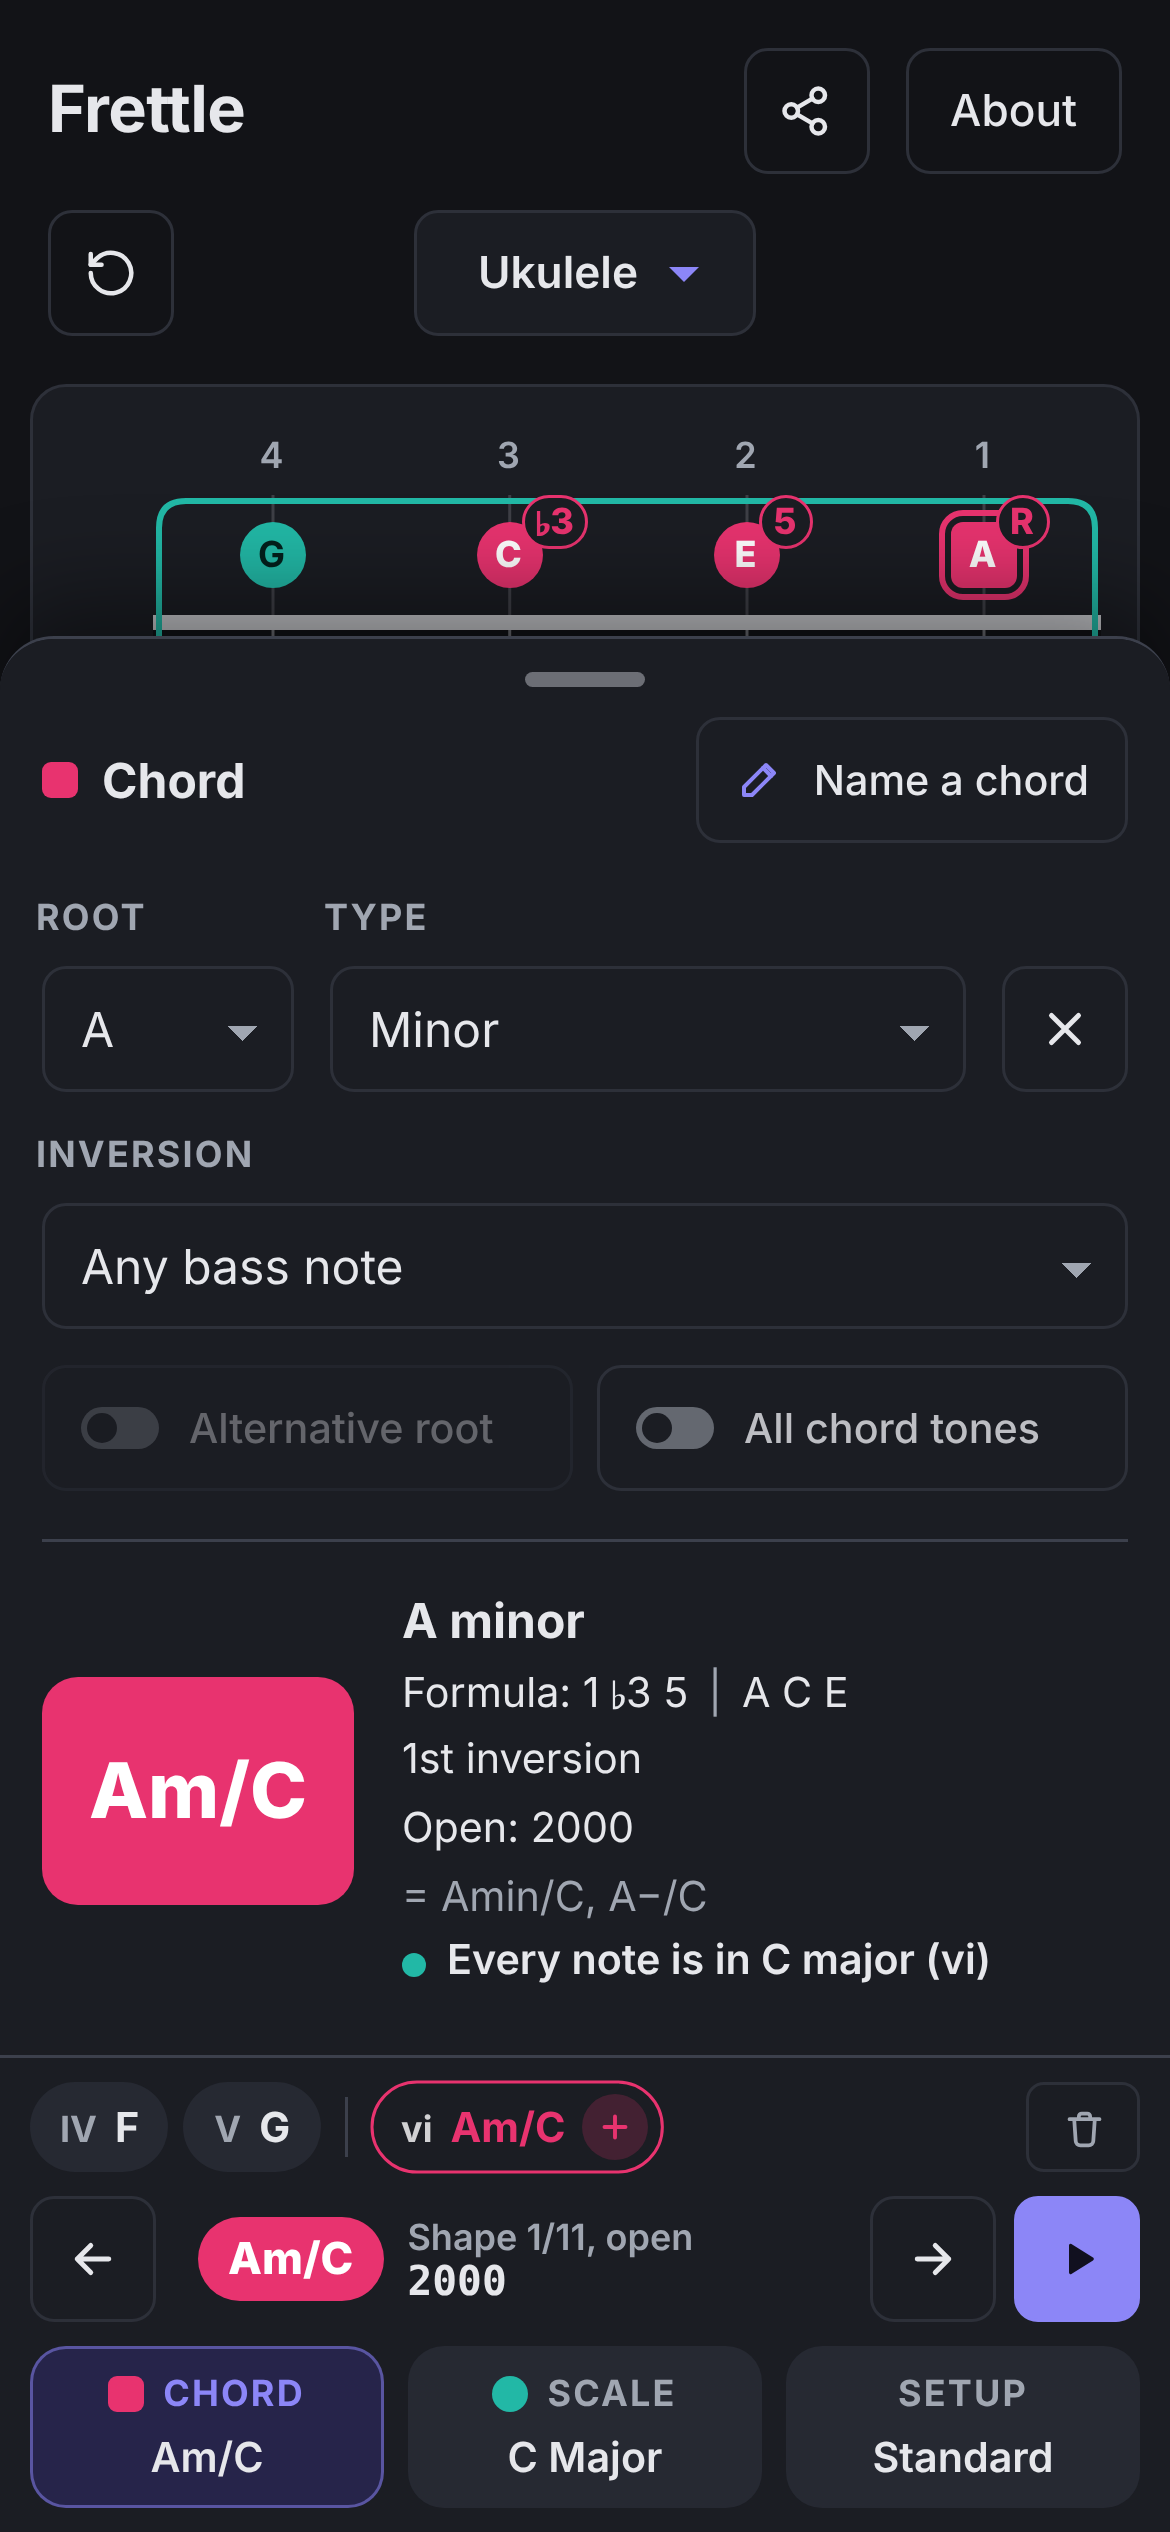 Frettle
About
Ukulele
4 3 2 1
G C ♭3 E 5 A R
Chord
Name a chord
ROOT TYPE
A Minor
INVERSION
Any bass note
Alternative root All chord tones
A minor
Formula: 1 ♭3 5 | A C E
Am/C
1st inversion
Open: 2000
= Amin/C, A−/C
Every note is in C major (vi)
IV F V G vi Am/C +
Am/C Shape 1/11, open
2000
CHORD SCALE SETUP
Am/C C Major Standard